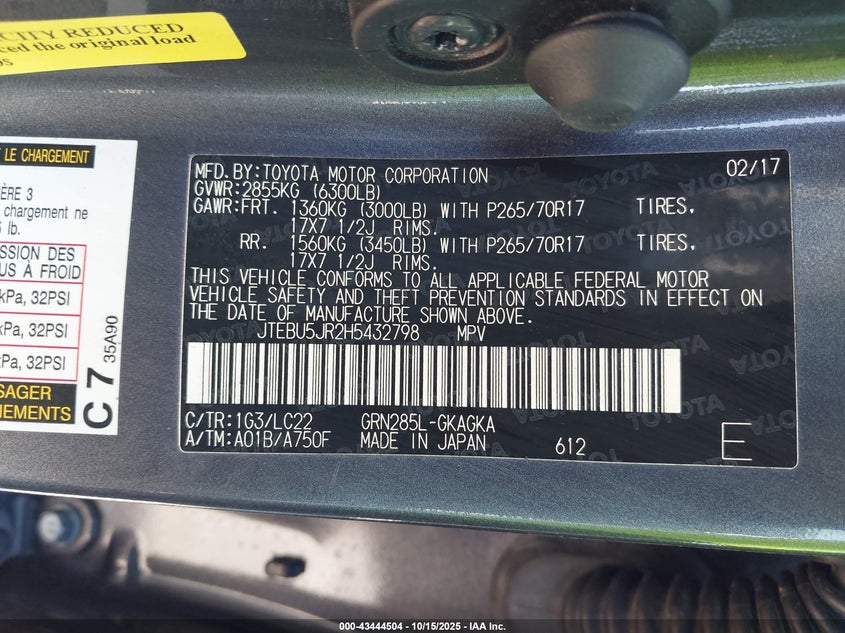 CITY REDUCED
ced the original load
os
LE CHARGEMENT
ÈRE 3
chargement ne
lb.
SSION DES
US À FROID
kPa, 32PSI
kPa, 32PSI
kPa, 32PSI
SAGER
NEMENTS
C 7 35A90
MFD.BY:TOYOTA MOTOR CORPORATION 02/17
GVWR:2855KG (6300LB)
GAWR:FRT. 1360KG (3000LB) WITH P265/70R17 TIRES,
17X7 1/2J RIMS.
RR. 1560KG (3450LB) WITH P265/70R17 TIRES,
17X7 1/2J RIMS.
THIS VEHICLE CONFORMS TO ALL APPLICABLE FEDERAL MOTOR
VEHICLE SAFETY AND THEFT PREVENTION STANDARDS IN EFFECT ON
THE DATE OF MANUFACTURE SHOWN ABOVE.
JTEBU5JR2H5432798 MPV
C/TR:1G3/LC22 GRN285L-GKAGKA
A/TM:A01B/A750F MADE IN JAPAN 612 E
000-43444504 - 10/15/2025 - IAA Inc.